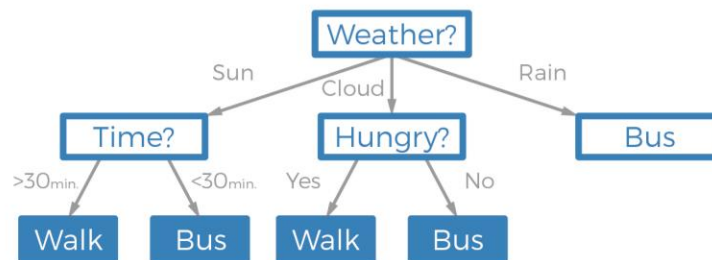 Weather?
Sun
Cloud
Rain
Time?
Hungry?
Bus
>30min.
<30min.
Yes
No
Walk
Bus
Walk
Bus